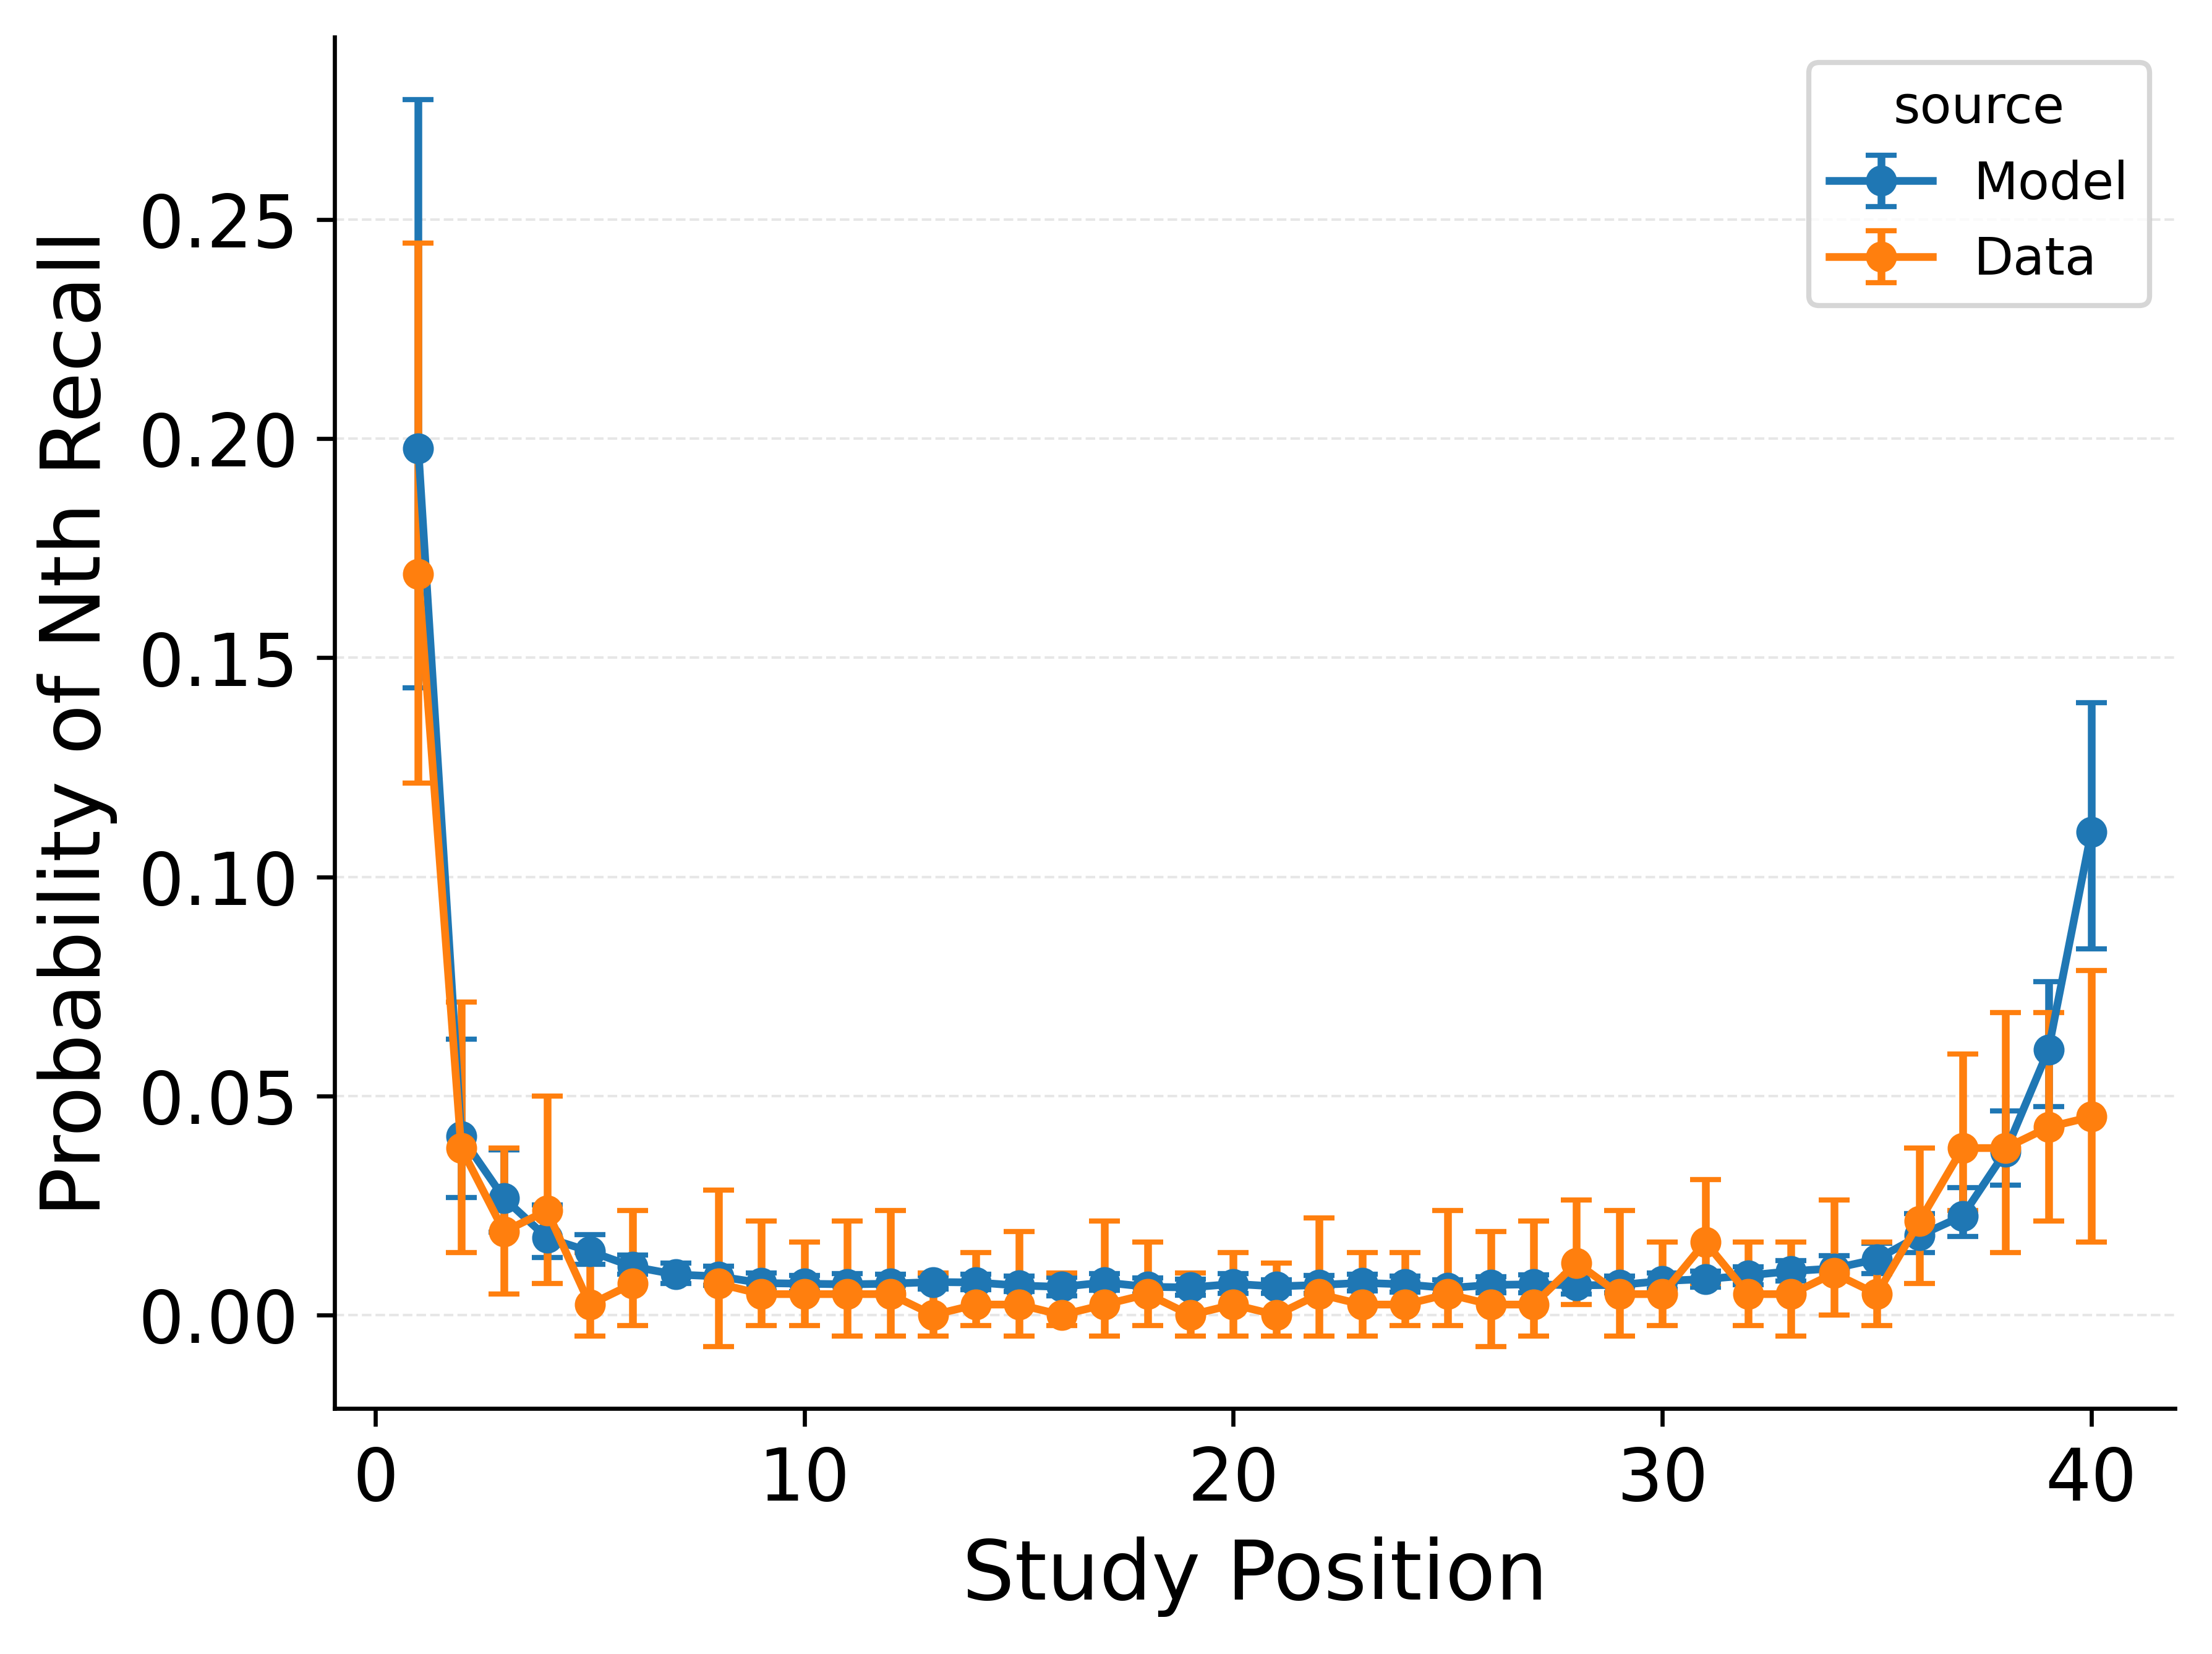 source
Model
Data
Probability of Nth Recall
0.25
0.20
0.15
0.10
0.05
0.00
0 10 20 30 40
Study Position